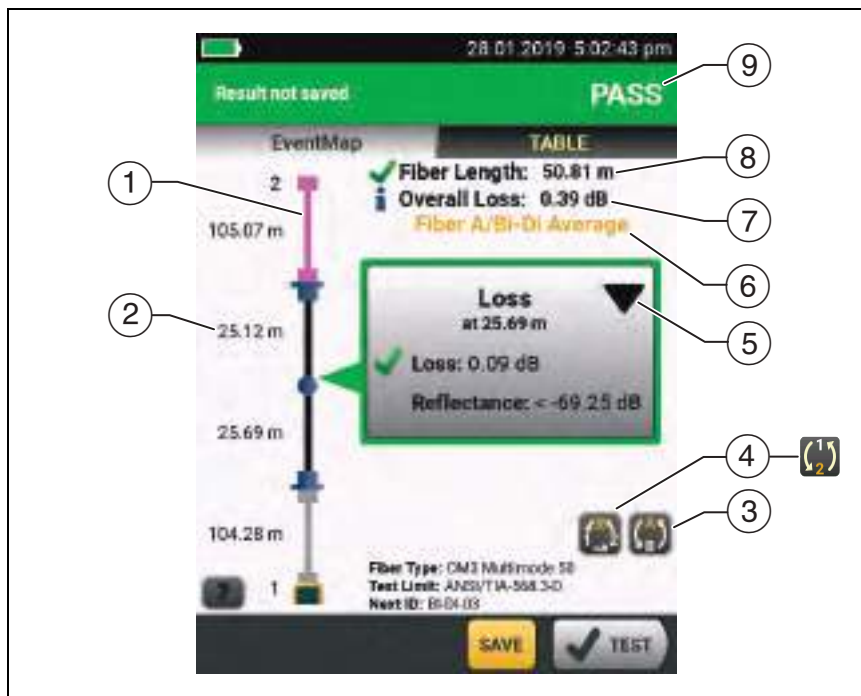 28 01 2019 5:02:43 pm
Result not saved
PASS
9
EventMap
TABLE
2
Fiber Length: 50.81 m
8
1
i Overall Loss: 0.39 dB
7
105.07 m
Fiber A/Bi-Di Average
6
Loss
at 25.69 m
5
2
25.12 m
Loss: 0.09 dB
Reflectance: < -69.25 dB
25.69 m
4
1
2
3
104.28 m
Fiber Type: OM3 Multimode 50
Test Limit: ANSI/TIA-568.3-D
Next ID: BI-DI-03
?
1
SAVE
TEST